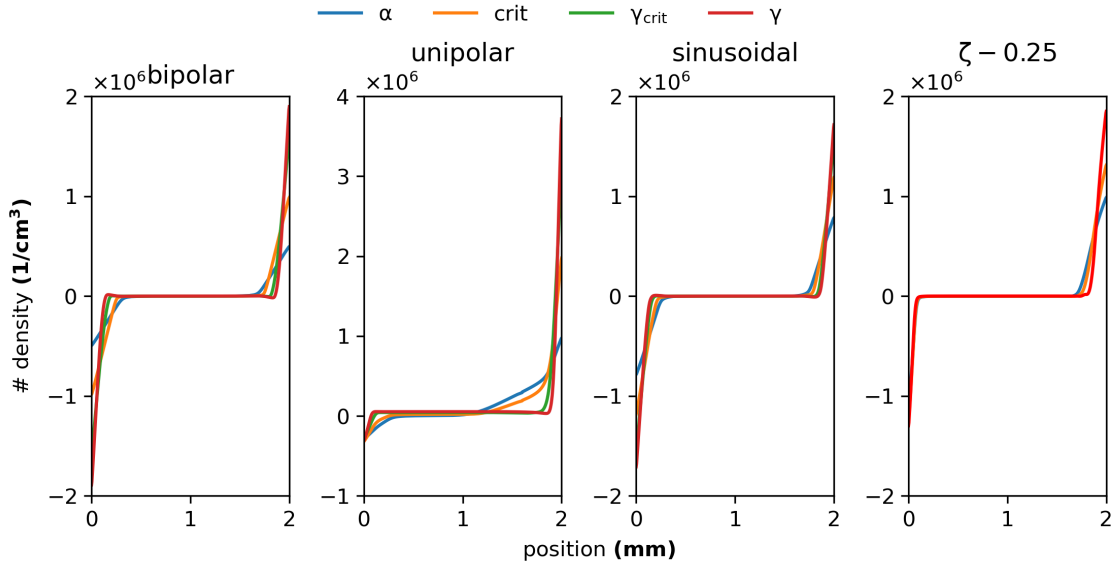 α crit γcrit γ
bipolar unipolar sinusoidal ζ − 0.25
×10⁶ ×10⁶ ×10⁶ ×10⁶
2 4 2 2
3
1 1 1
2
0 0 0
1
−1 −1 −1
0
−2 −1 −2 −2
0 1 2 0 1 2 0 1 2 0 1 2
# density (1/cm³)
position (mm)